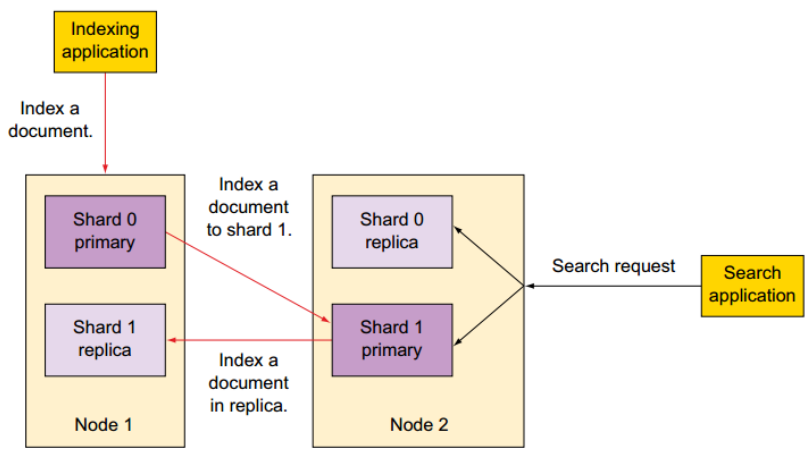 Indexing
application
Index a
document.
Shard 0
primary
Shard 1
replica
Node 1
Index a
document
to shard 1.
Index a
document
in replica.
Shard 0
replica
Shard 1
primary
Node 2
Search request
Search
application